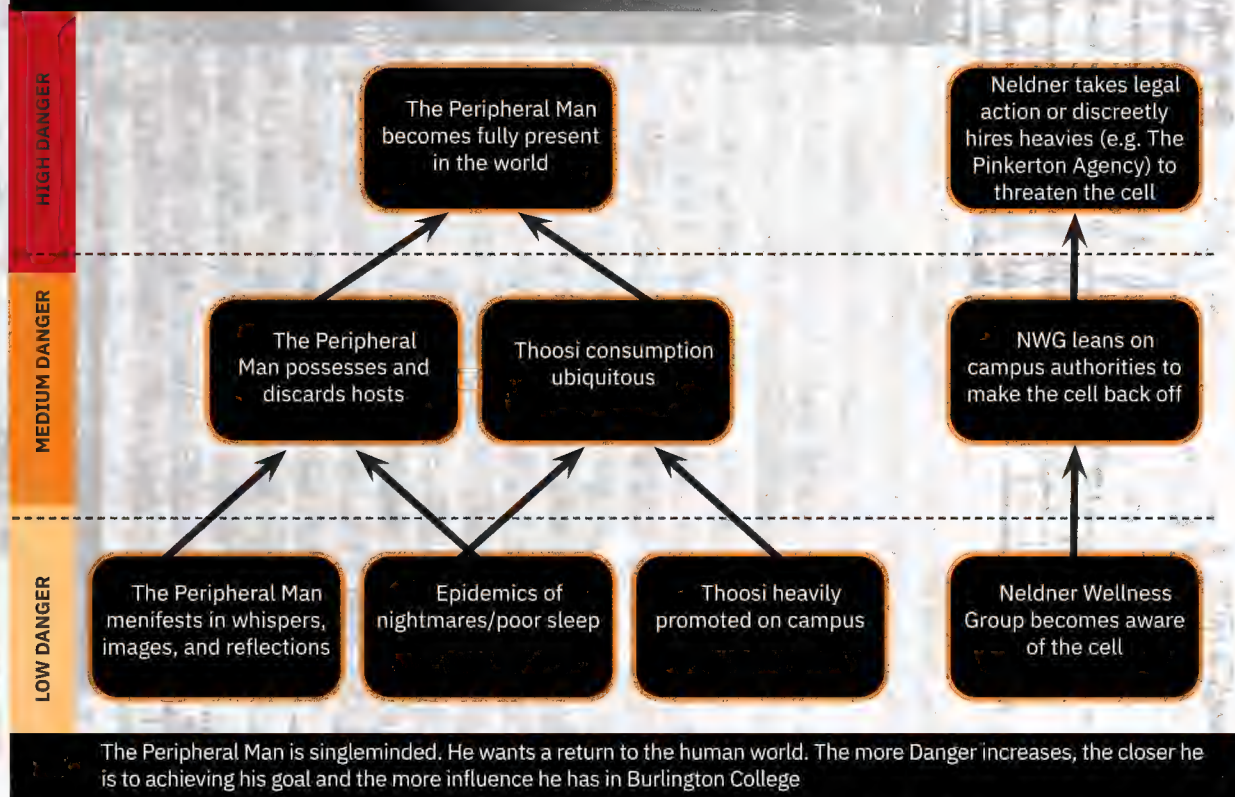 HIGH DANGER
The Peripheral Man
becomes fully present
in the world
Neldner takes legal
action or discreetly
hires heavies (e.g. The
Pinkerton Agency) to
threaten the cell
MEDIUM DANGER
The Peripheral
Man possesses and
discards hosts
Thoosi consumption
ubiquitous
NWG leans on
campus authorities to
make the cell back off
LOW DANGER
The Peripheral Man
menifests in whispers,
images, and reflections
Epidemics of
nightmares/poor sleep
Thoosi heavily
promoted on campus
Neldner Wellness
Group becomes aware
of the cell
The Peripheral Man is singleminded. He wants a return to the human world. The more Danger increases, the closer he
is to achieving his goal and the more influence he has in Burlington College